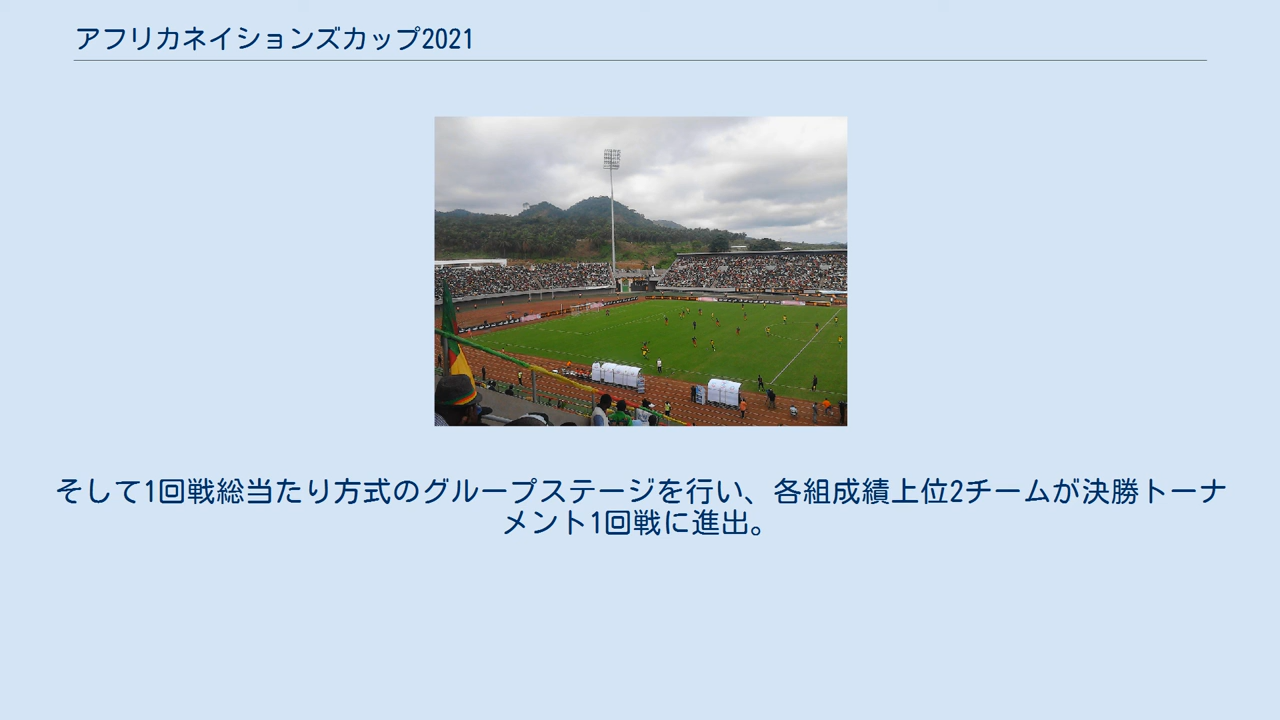 アフリカネイションズカップ2021
そして1回戦総当たり方式のグループステージを行い、各組成績上位2チームが決勝トーナ
メント1回戦に進出。